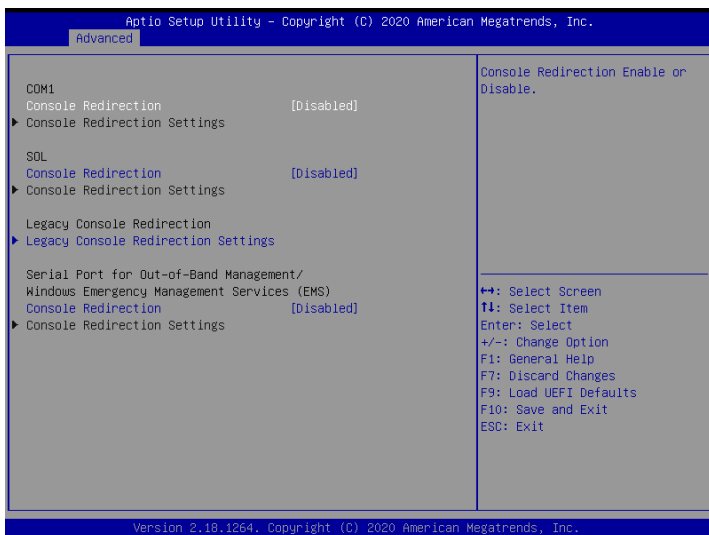 Aptio Setup Utility – Copyright (C) 2020 American Megatrends, Inc.
Advanced
COM1
Console Redirection [Disabled]
▶ Console Redirection Settings
SOL
Console Redirection [Disabled]
▶ Console Redirection Settings
Legacy Console Redirection
▶ Legacy Console Redirection Settings
Serial Port for Out-of-Band Management/
Windows Emergency Management Services (EMS)
Console Redirection [Disabled]
▶ Console Redirection Settings
Console Redirection Enable or
Disable.
↔: Select Screen
↑↓: Select Item
Enter: Select
+/-: Change Option
F1: General Help
F7: Discard Changes
F9: Load UEFI Defaults
F10: Save and Exit
ESC: Exit
Version 2.18.1264. Copyright (C) 2020 American Megatrends, Inc.